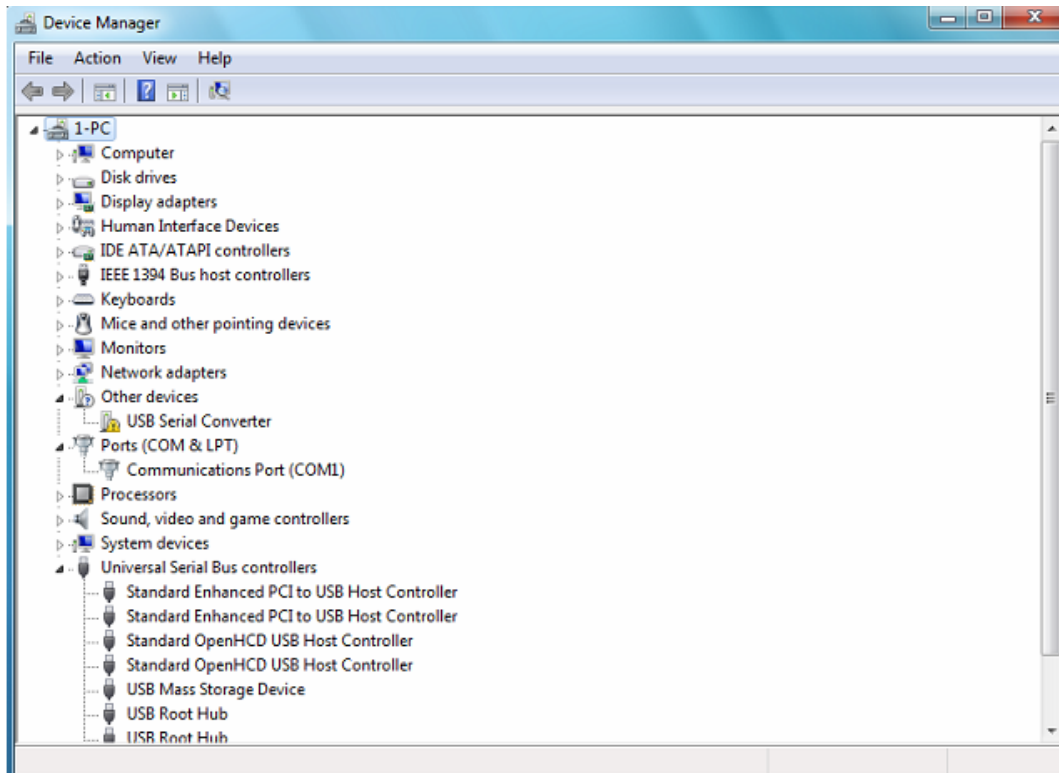 Device Manager
File Action View Help
1-PC
Computer
Disk drives
Display adapters
Human Interface Devices
IDE ATA/ATAPI controllers
IEEE 1394 Bus host controllers
Keyboards
Mice and other pointing devices
Monitors
Network adapters
Other devices
USB Serial Converter
Ports (COM & LPT)
Communications Port (COM1)
Processors
Sound, video and game controllers
System devices
Universal Serial Bus controllers
Standard Enhanced PCI to USB Host Controller
Standard Enhanced PCI to USB Host Controller
Standard OpenHCD USB Host Controller
Standard OpenHCD USB Host Controller
USB Mass Storage Device
USB Root Hub
USB Root Hub